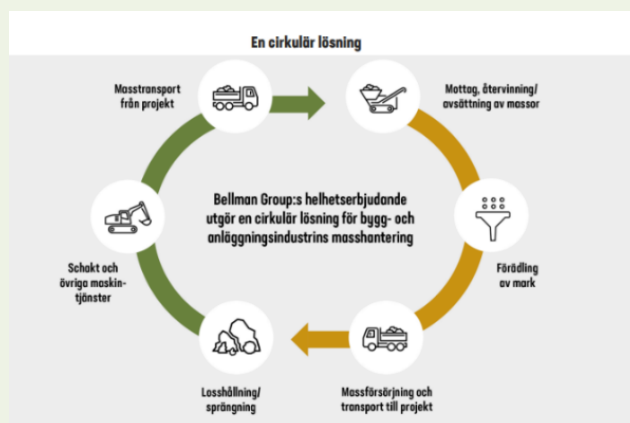 En cirkulär lösning
Masstransport
från projekt
Mottag, återvinning/
avsättning av massor
Bellman Group:s helhetserbjudande
utgör en cirkulär lösning för bygg- och
anläggningsindustrins masshantering
Schakt och
övriga maskin-
tjänster
Förädling
av mark
Losshållning/
sprängning
Massförsörjning och
transport till projekt